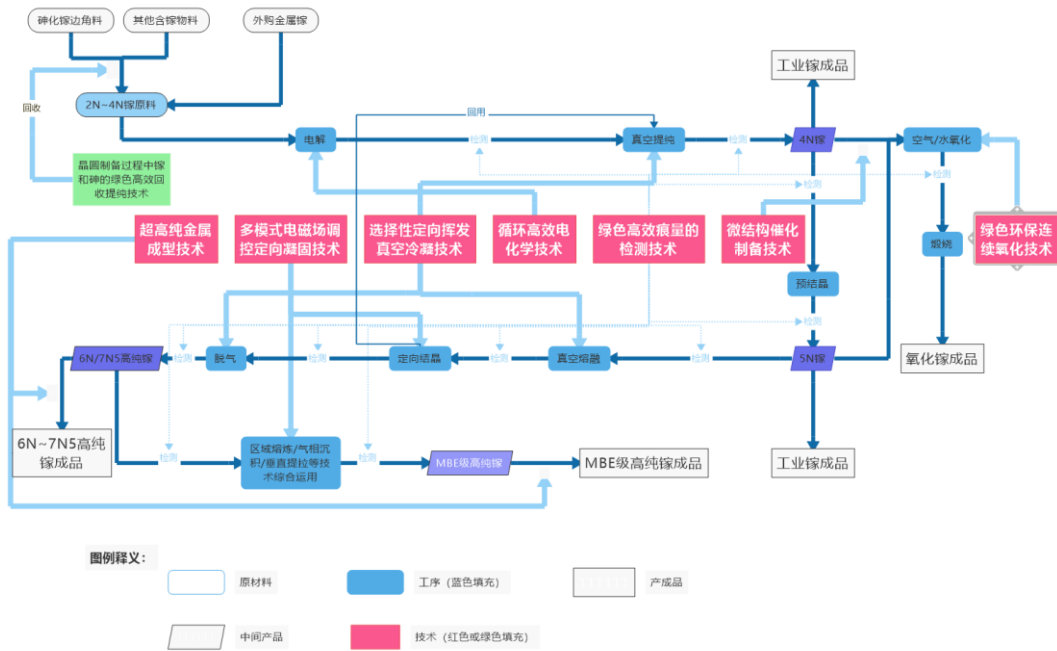 砷化镓边角料
其他含镓物料
外购金属镓
工业镓成品
回收
2N~4N镓原料
回用
电解
检测
真空提纯
检测
4N镓
空气/水氧化
晶圆制备过程中镓
和砷的绿色高效回
收提纯技术
检测
检测
超高纯金属
成型技术
多模式电磁场调
控定向凝固技术
选择性定向挥发
真空冷凝技术
循环高效电
化学技术
绿色高效痕量的
检测技术
微结构催化
制备技术
煅烧
绿色环保连
续氧化技术
预结晶
检测
6N/7N5高纯镓
检测
脱气
检测
定向结晶
检测
真空熔融
检测
5N镓
氧化镓成品
6N~7N5高纯
镓成品
检测
区域熔炼/气相沉
积/垂直提拉等技
术综合运用
检测
MBE级高纯镓
MBE级高纯镓成品
工业镓成品
图例释义：
原材料
工序（蓝色填充）
产成品
中间产品
技术（红色或绿色填充）